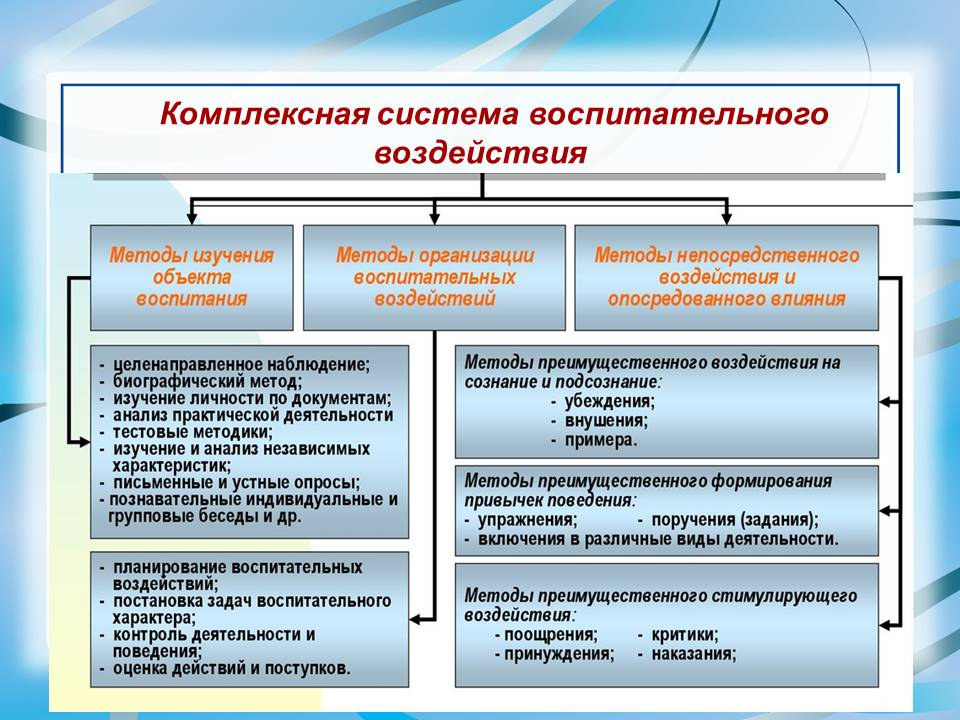 Комплексная система воспитательного
воздействия
Методы изучения
объекта
воспитания
Методы организации
воспитательных
воздействий
Методы непосредственного
воздействия и
опосредованного влияния
- целенаправленное наблюдение;
- биографический метод;
- изучение личности по документам;
- анализ практической деятельности
- тестовые методики;
- изучение и анализ независимых
характеристик;
- письменные и устные опросы;
- познавательные индивидуальные и
групповые беседы и др.
- планирование воспитательных
воздействий;
- постановка задач воспитательного
характера;
- контроль деятельности и
поведения;
- оценка действий и поступков.
Методы преимущественного воздействия на
сознание и подсознание:
- убеждения;
- внушения;
- примера.
Методы преимущественного формирования
привычек поведения:
- упражнения; - поручения (задания);
- включения в различные виды деятельности.
Методы преимущественного стимулирующего
воздействия:
- поощрения; - критики;
- принуждения; - наказания;